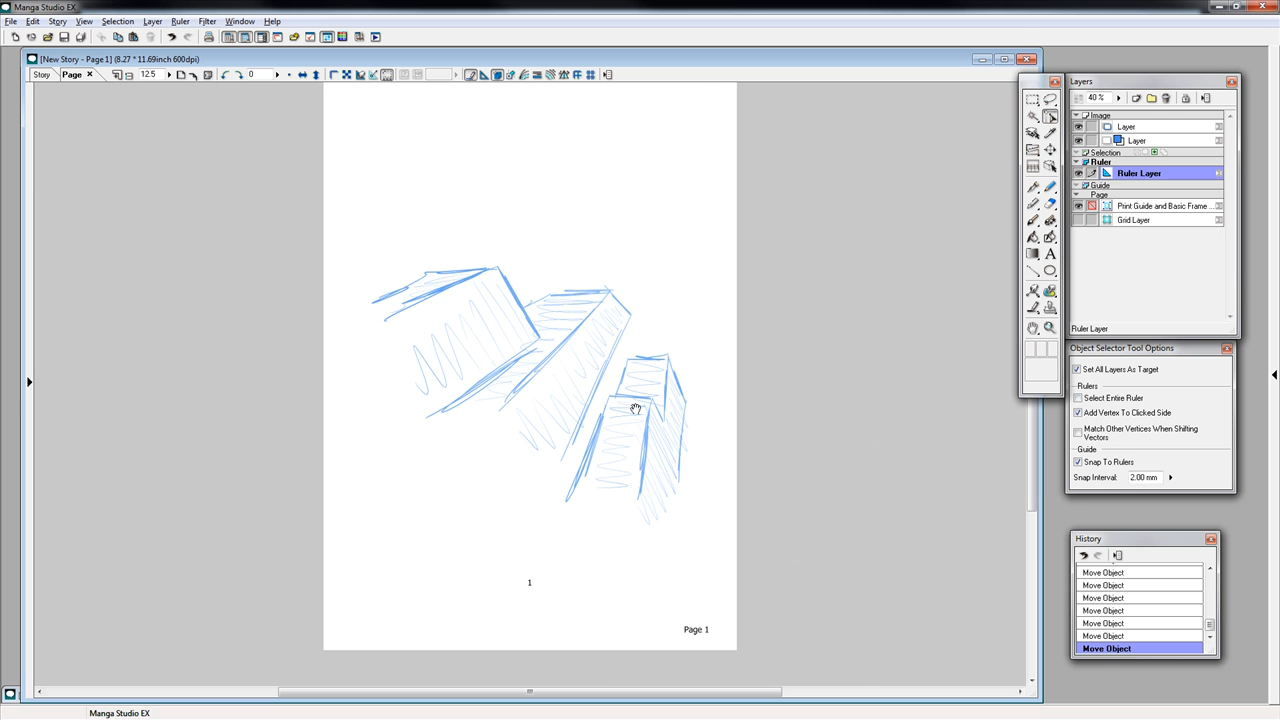 Manga Studio EX
File Edit Story View Selection Layer Ruler Filter Window Help
[New Story - Page 1] (8.27 * 11.69inch 600dpi)
Story Page 12.5 0
1
Page 1
Layers
40 %
Image
Layer
Layer
Selection
Ruler
Ruler Layer
Guide
Page
Print Guide and Basic Frame ...
Grid Layer
Ruler Layer
Object Selector Tool Options
Set All Layers As Target
Rulers
Select Entire Ruler
Add Vertex To Clicked Side
Match Other Vertices When Shifting
Vectors
Guide
Snap To Rulers
Snap Interval: 2.00 mm
History
Move Object
Move Object
Move Object
Move Object
Move Object
Move Object
Move Object
Manga Studio EX